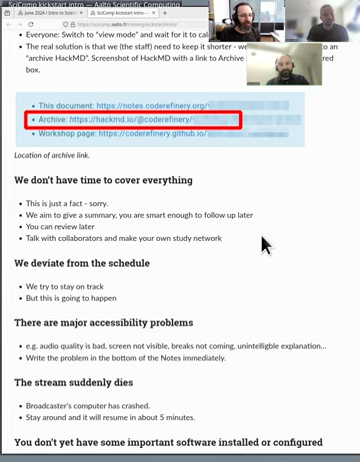 SciComp kickstart intro — Aalto Scientific Computing
June 2024 / Intro to Scien
SciComp kickstart intro —
https://scicomp.aalto.fi/training/kickstart/intro/
• Everyone: Switch to "view mode" and wait for it to cal
• The real solution is that we (the staff) need to keep it shorter - we
to an
"archive HackMD". Screenshot of HackMD with a link to Archive
red
box.
• This document: https://notes.coderefinery.org/
• Archive: https://hackmd.io/@coderefinery/
• Workshop page: https://coderefinery.github.io/
Location of archive link.
We don't have time to cover everything
• This is just a fact - sorry.
• We aim to give a summary, you are smart enough to follow up later
• You can review later
• Talk with collaborators and make your own study network
We deviate from the schedule
• We try to stay on track
• But this is going to happen
There are major accessibility problems
• e.g. audio quality is bad, screen not visible, breaks not coming, unintelligble explanation...
• Write the problem in the bottom of the Notes immediately.
The stream suddenly dies
• Broadcaster's computer has crashed.
• Stay around and it will resume in about 5 minutes.
You don't yet have some important software installed or configured